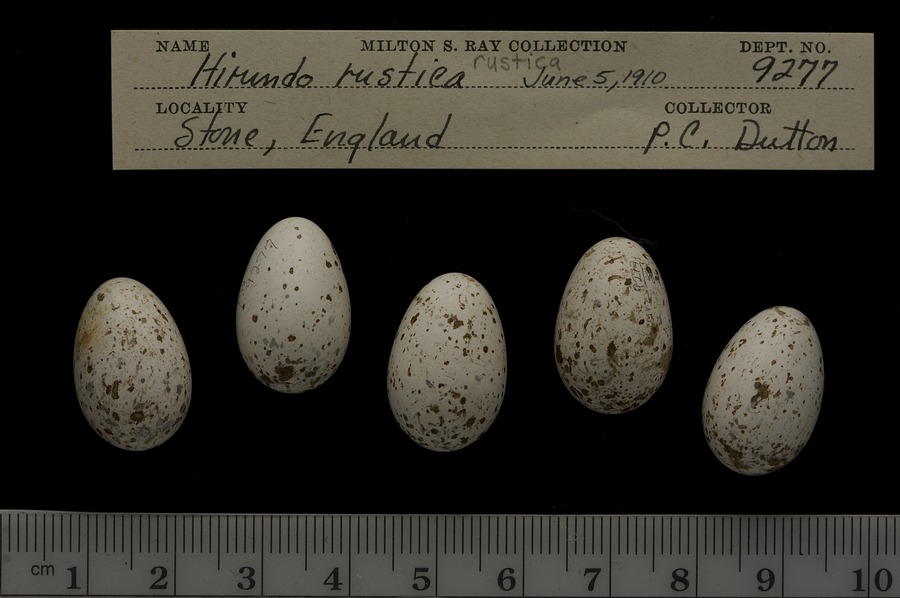 NAME MILTON S. RAY COLLECTION DEPT. NO.
Hirundo rustica rustica June 5, 1910 9277
LOCALITY COLLECTOR
Stone, England P.C. Dutton
9277
cm 1 2 3 4 5 6 7 8 9 10